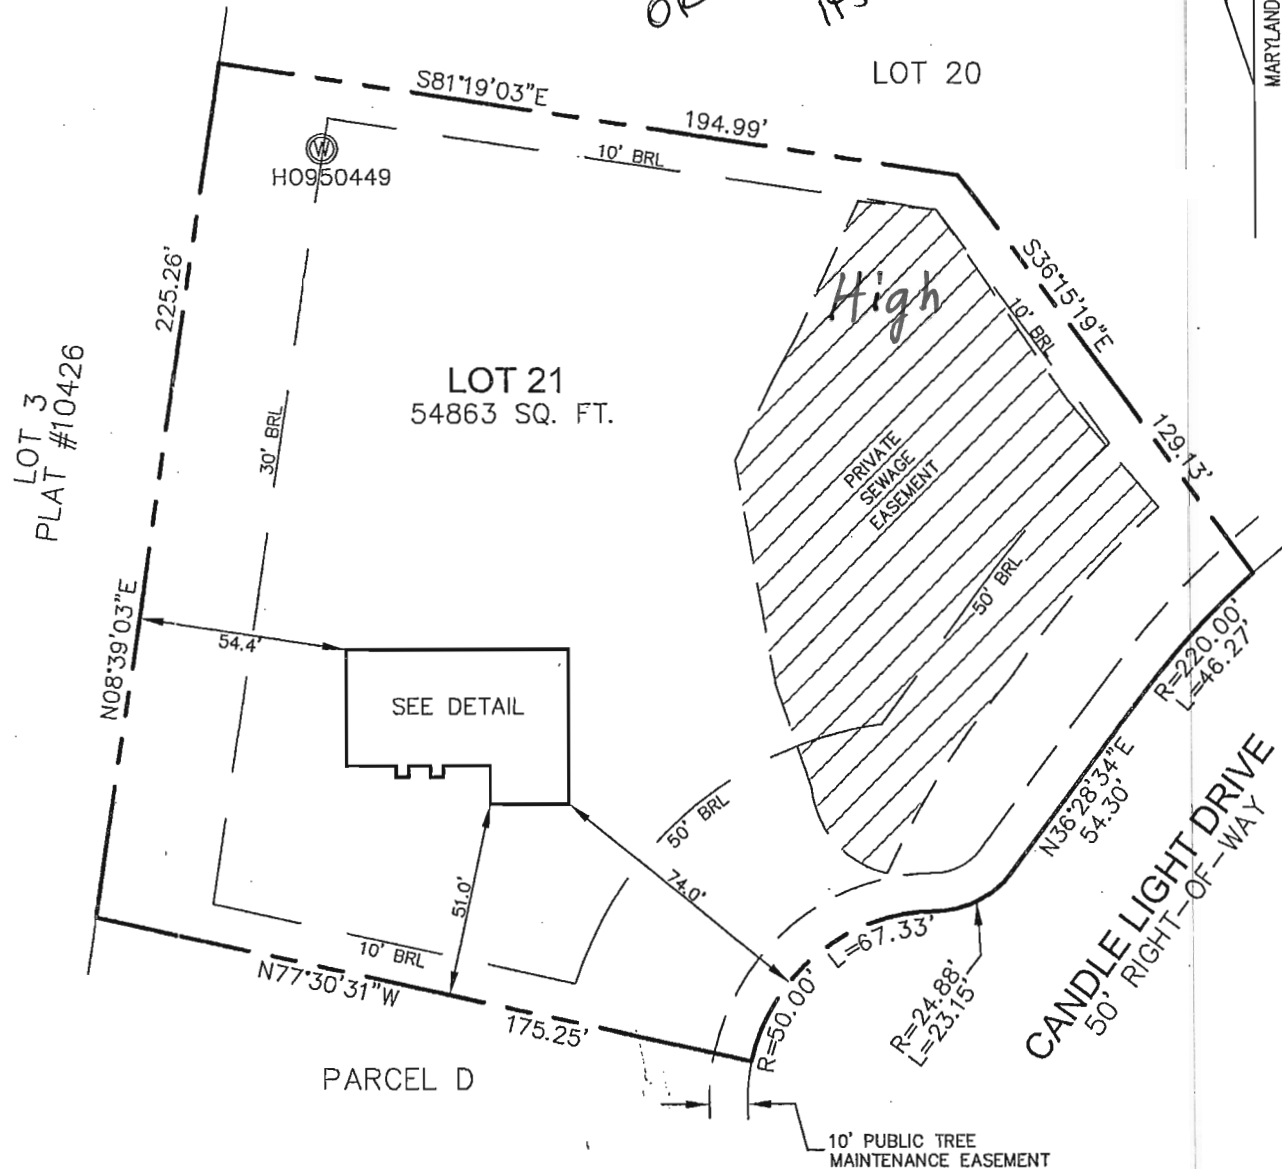 OK
MARYLAND
LOT 20
S81°19'03"E
194.99'
10' BRL
W
HO950449
225.26'
S36°15'19"E
High
10' BRL
LOT 3
PLAT #10426
LOT 21
54863 SQ. FT.
30' BRL
129.13'
PRIVATE
SEWAGE
EASEMENT
50' BRL
N08°39'03"E
54.4'
SEE DETAIL
R=220.00'
L=46.27'
N36°28'34"E
54.30'
50' BRL
74.0'
51.0'
CANDLE LIGHT DRIVE
50' RIGHT-OF-WAY
10' BRL
L=67.33'
N77°30'31"W
175.25'
R=50.00'
R=24.88'
L=23.15'
PARCEL D
10' PUBLIC TREE
MAINTENANCE EASEMENT